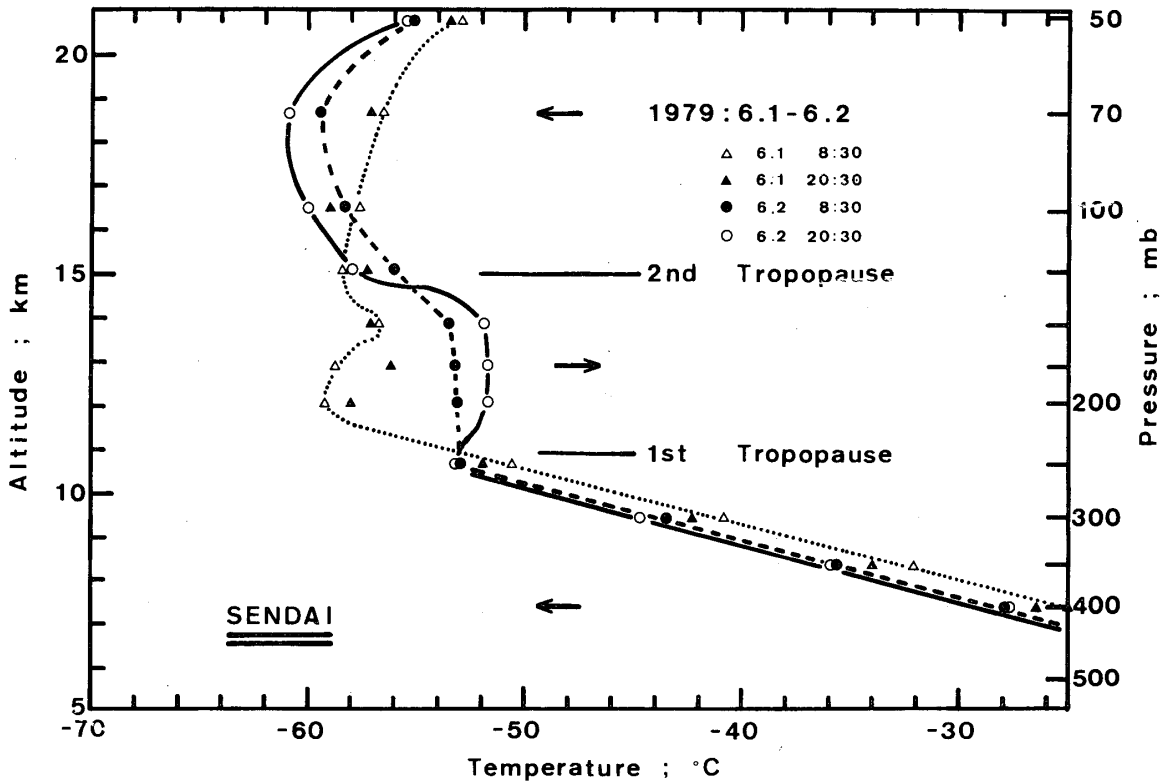 20
15
10
5
Altitude ; km
-70
-60
-50
-40
-30
Temperature ; °C
50
70
100
200
300
400
500
Pressure ; mb
1979:6.1-6.2
△ 6.1 8:30
▲ 6.1 20:30
● 6.2 8:30
○ 6.2 20:30
2nd Tropopause
1st Tropopause
SENDAI